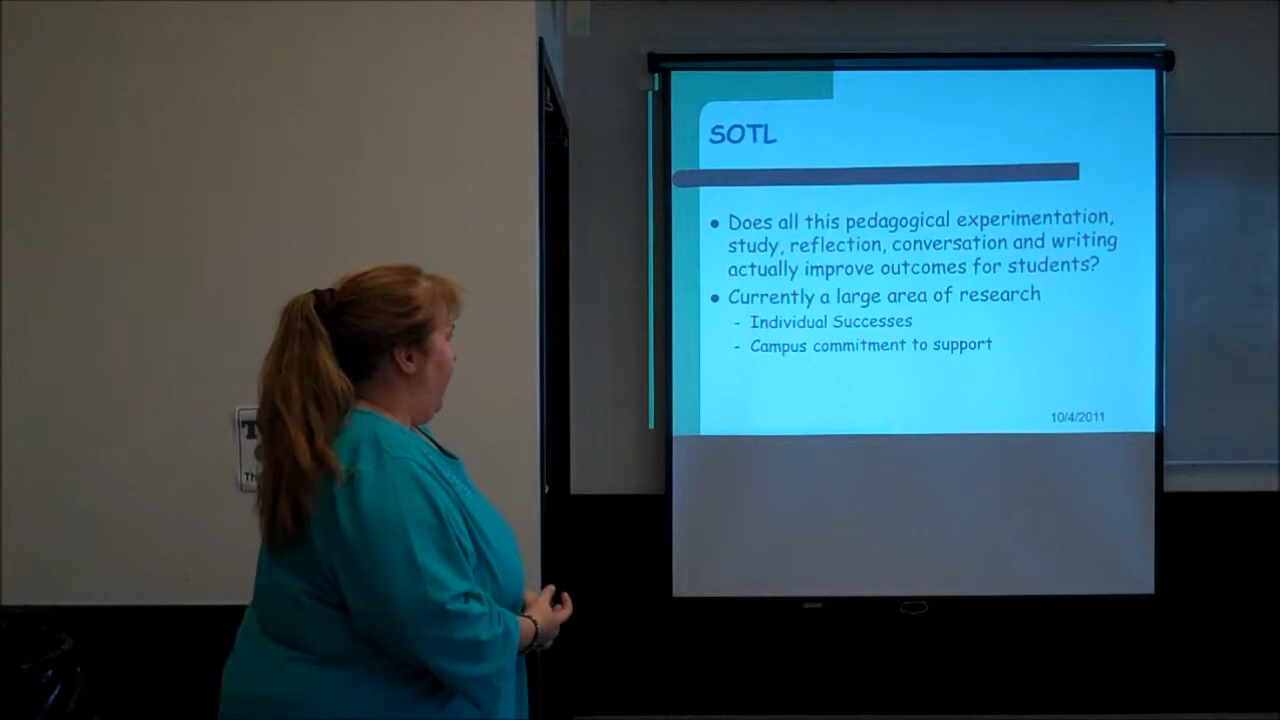 SOTL
• Does all this pedagogical experimentation,
study, reflection, conversation and writing
actually improve outcomes for students?
• Currently a large area of research
- Individual Successes
- Campus commitment to support
10/4/2011